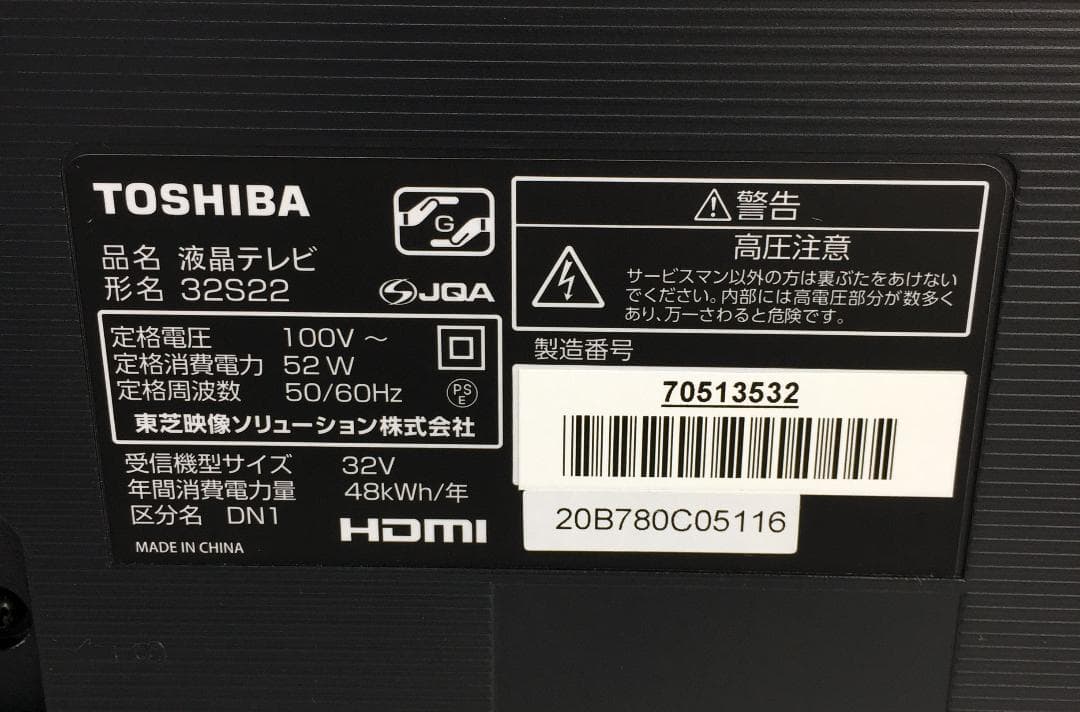 TOSHIBA
G
品名 液晶テレビ
形名 32S22
JQA
定格電圧 100V ～
定格消費電力 52W
定格周波数 50/60Hz
PS
E
東芝映像ソリューション株式会社
受信機型サイズ 32V
年間消費電力量 48kWh/年
区分名 DN1
HDMI
MADE IN CHINA
警告
高圧注意
サービスマン以外の方は裏ぶたをあけない
でください。内部には高電圧部分が数多く
あり、万一さわると危険です。
製造番号
70513532
20B780C05116